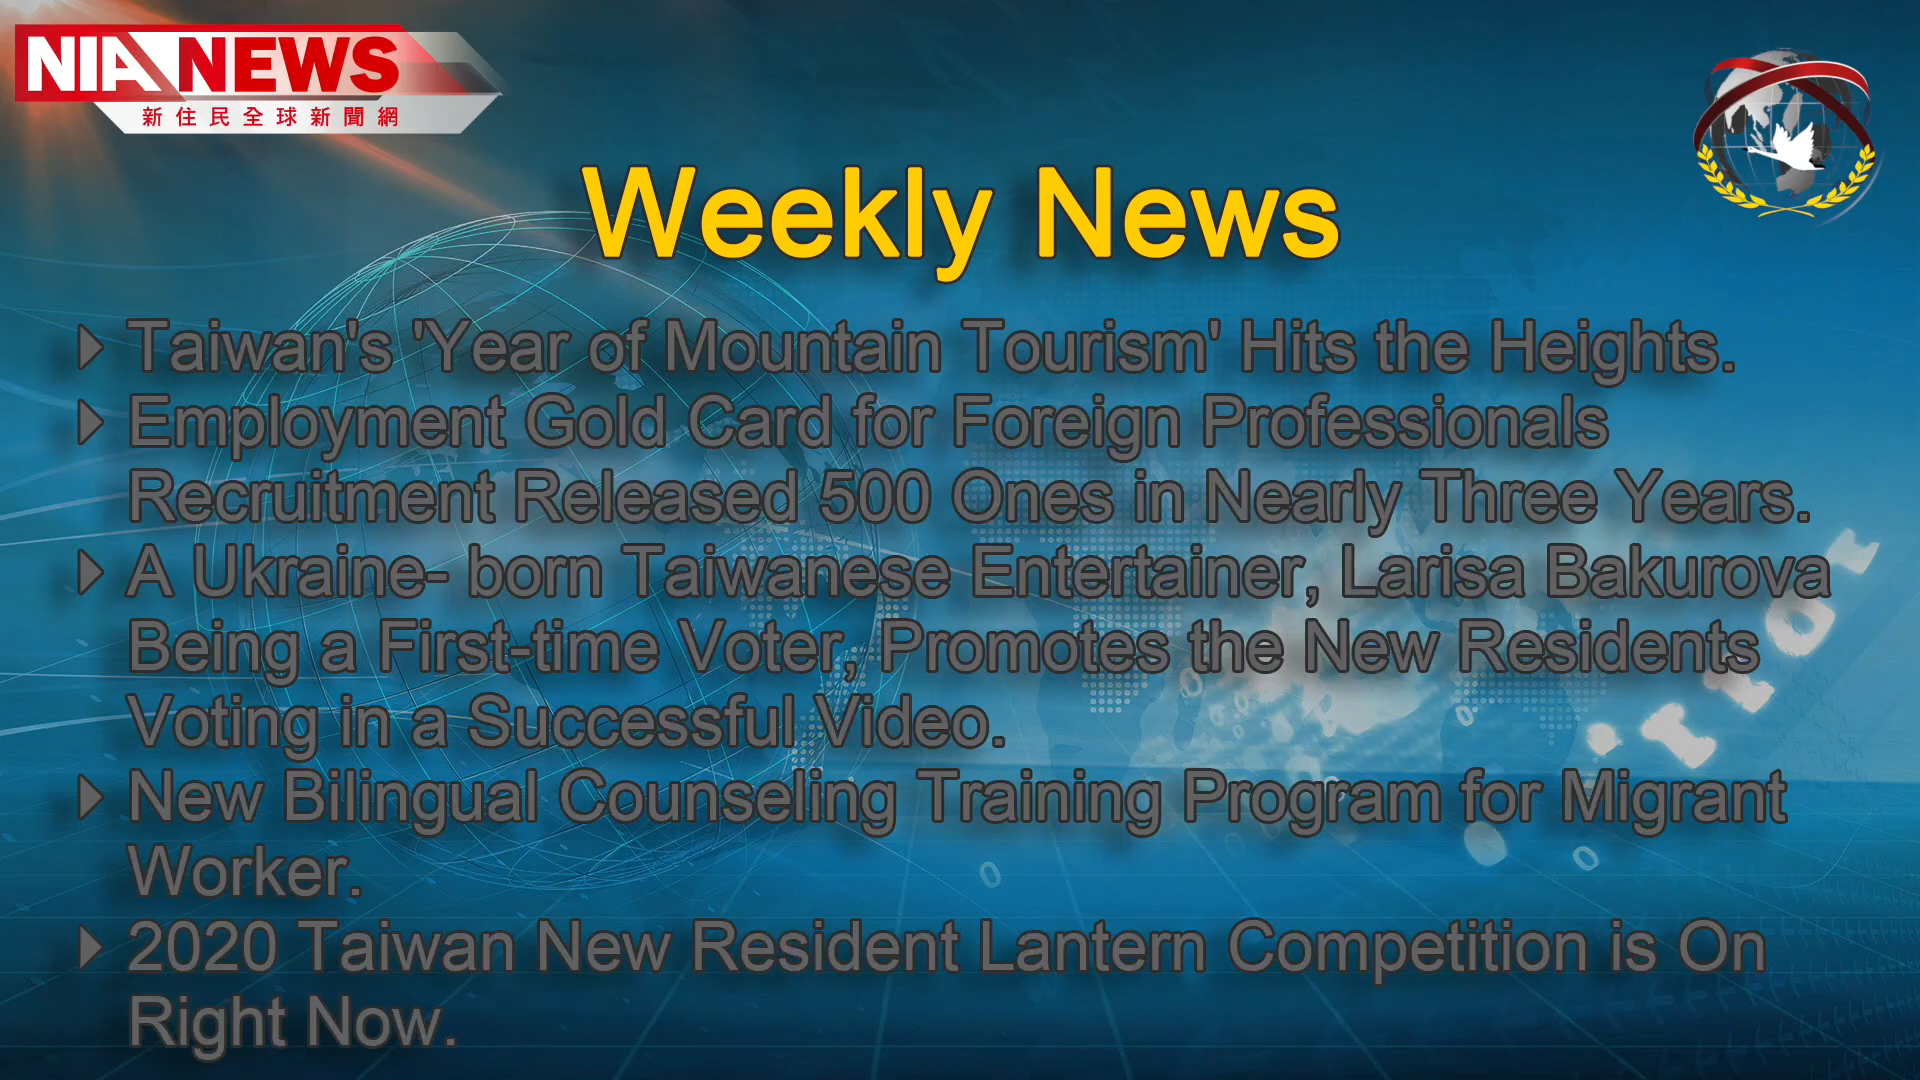 NIA NEWS
新住民全球新聞網
Weekly News
Taiwan's 'Year of Mountain Tourism' Hits the Heights.
Employment Gold Card for Foreign Professionals
Recruitment Released 500 Ones in Nearly Three Years.
A Ukraine- born Taiwanese Entertainer, Larisa Bakurova
Being a First-time Voter, Promotes the New Residents
Voting in a Successful Video.
New Bilingual Counseling Training Program for Migrant
Worker.
2020 Taiwan New Resident Lantern Competition is On
Right Now.